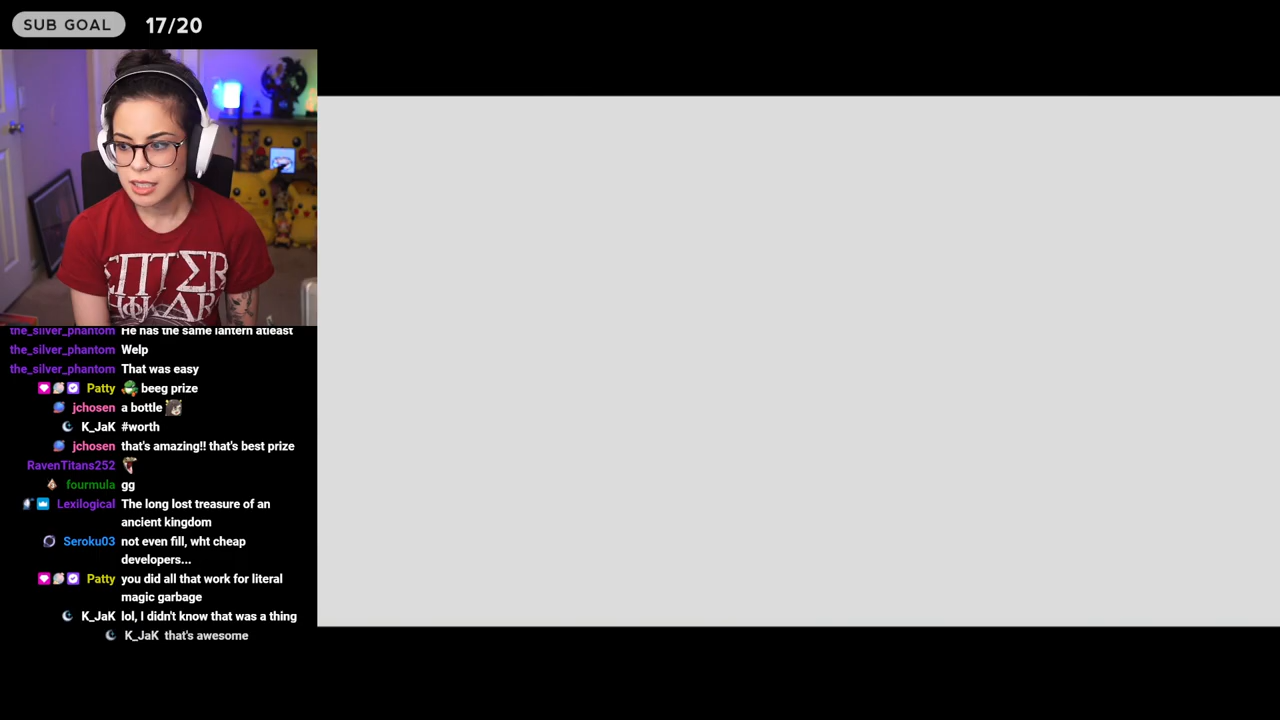 SUB GOAL 17/20
ΣΠTΣR
the_silver_phantom He has the same lantern atleast
the_silver_phantom Welp
the_silver_phantom That was easy
Patty beeg prize
jchosen a bottle
K_JaK #worth
jchosen that's amazing!! that's best prize
RavenTitans252
fourmula gg
Lexilogical The long lost treasure of an
ancient kingdom
Seroku03 not even fill, wht cheap
developers...
Patty you did all that work for literal
magic garbage
K_JaK lol, I didn't know that was a thing
K_JaK that's awesome